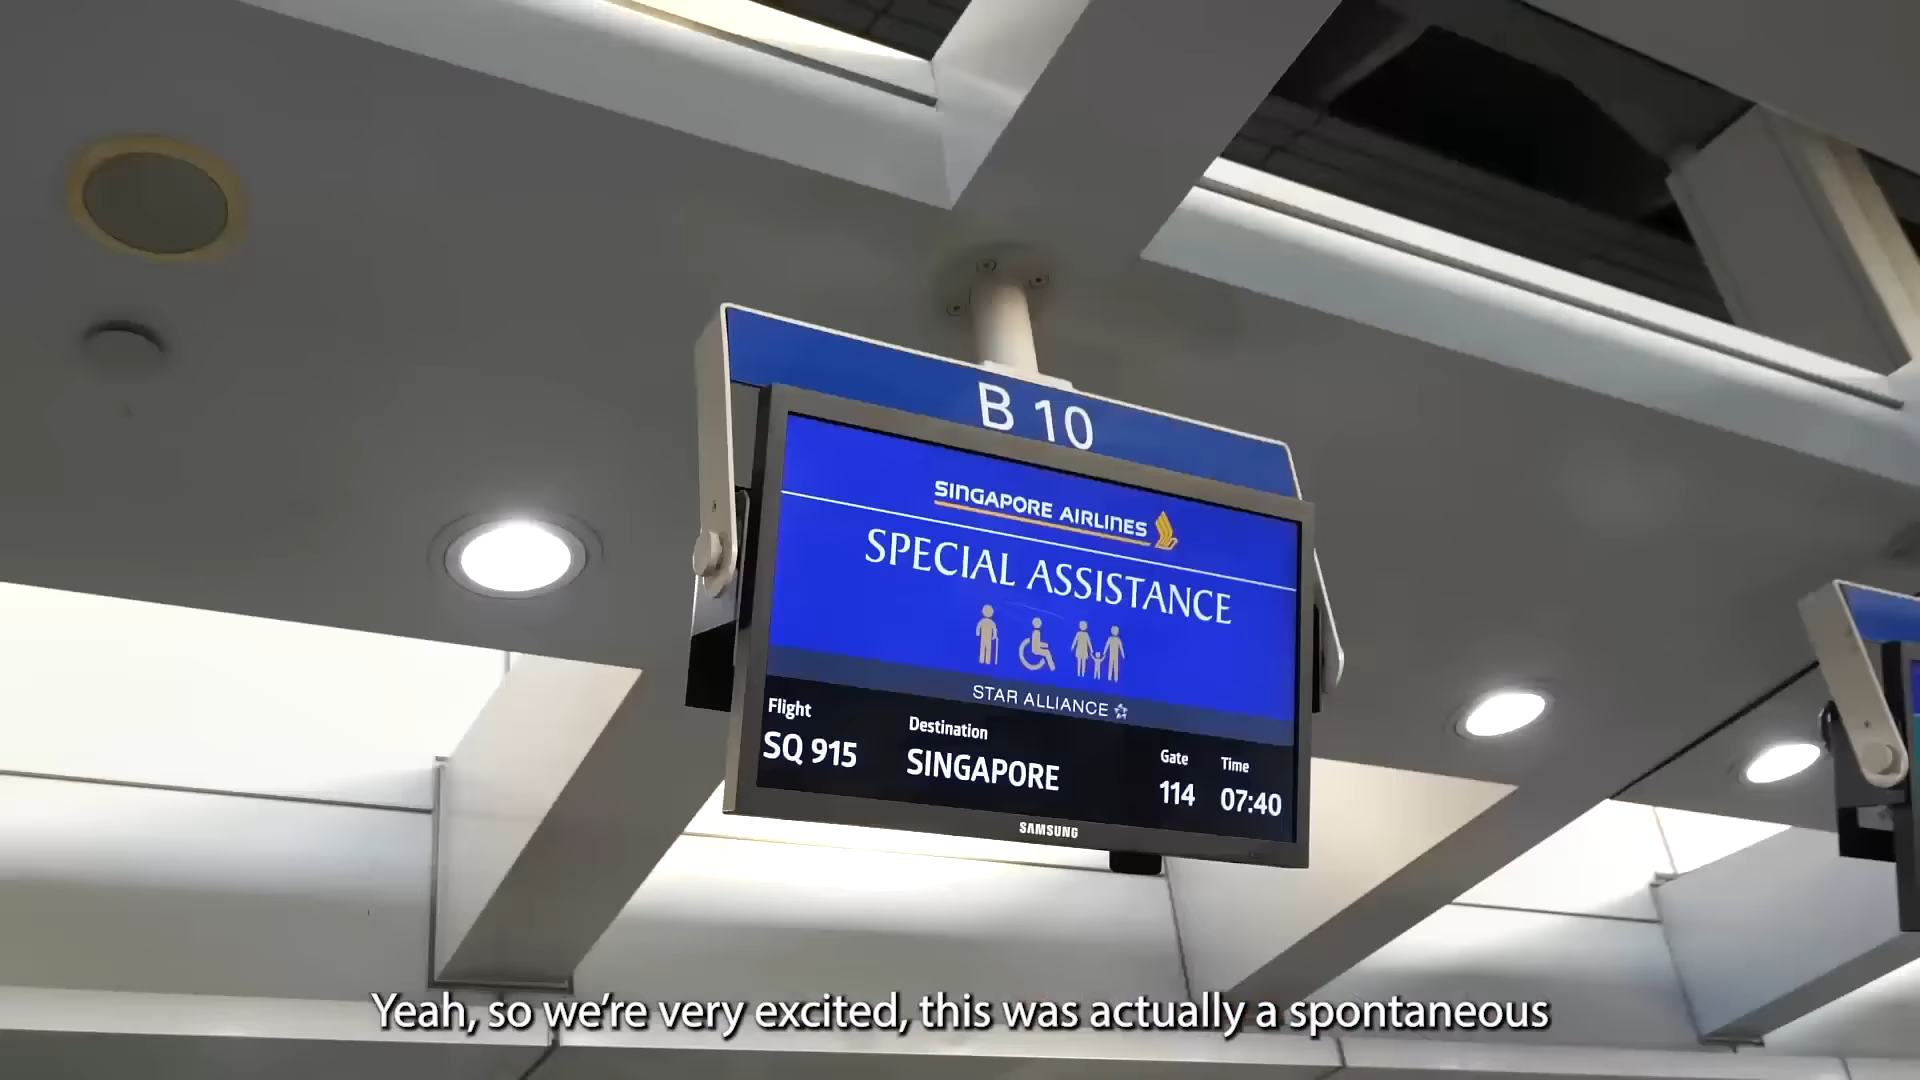 B 10
SINGAPORE AIRLINES
SPECIAL ASSISTANCE
STAR ALLIANCE
Flight Destination Gate Time
SQ 915 SINGAPORE 114 07:40
SAMSUNG
Yeah, so we're very excited, this was actually a spontaneous